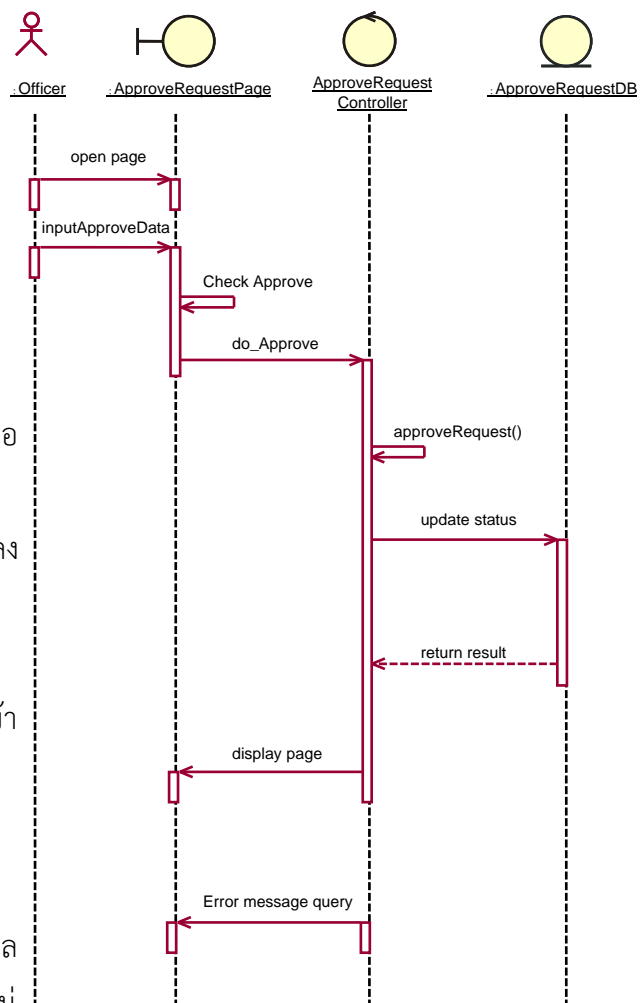 : Officer
: ApproveRequestPage
ApproveRequest
Controller
: ApproveRequestDB
open page
inputApproveData
Check Approve
do_Approve
approveRequest()
update status
return result
display page
Error message query